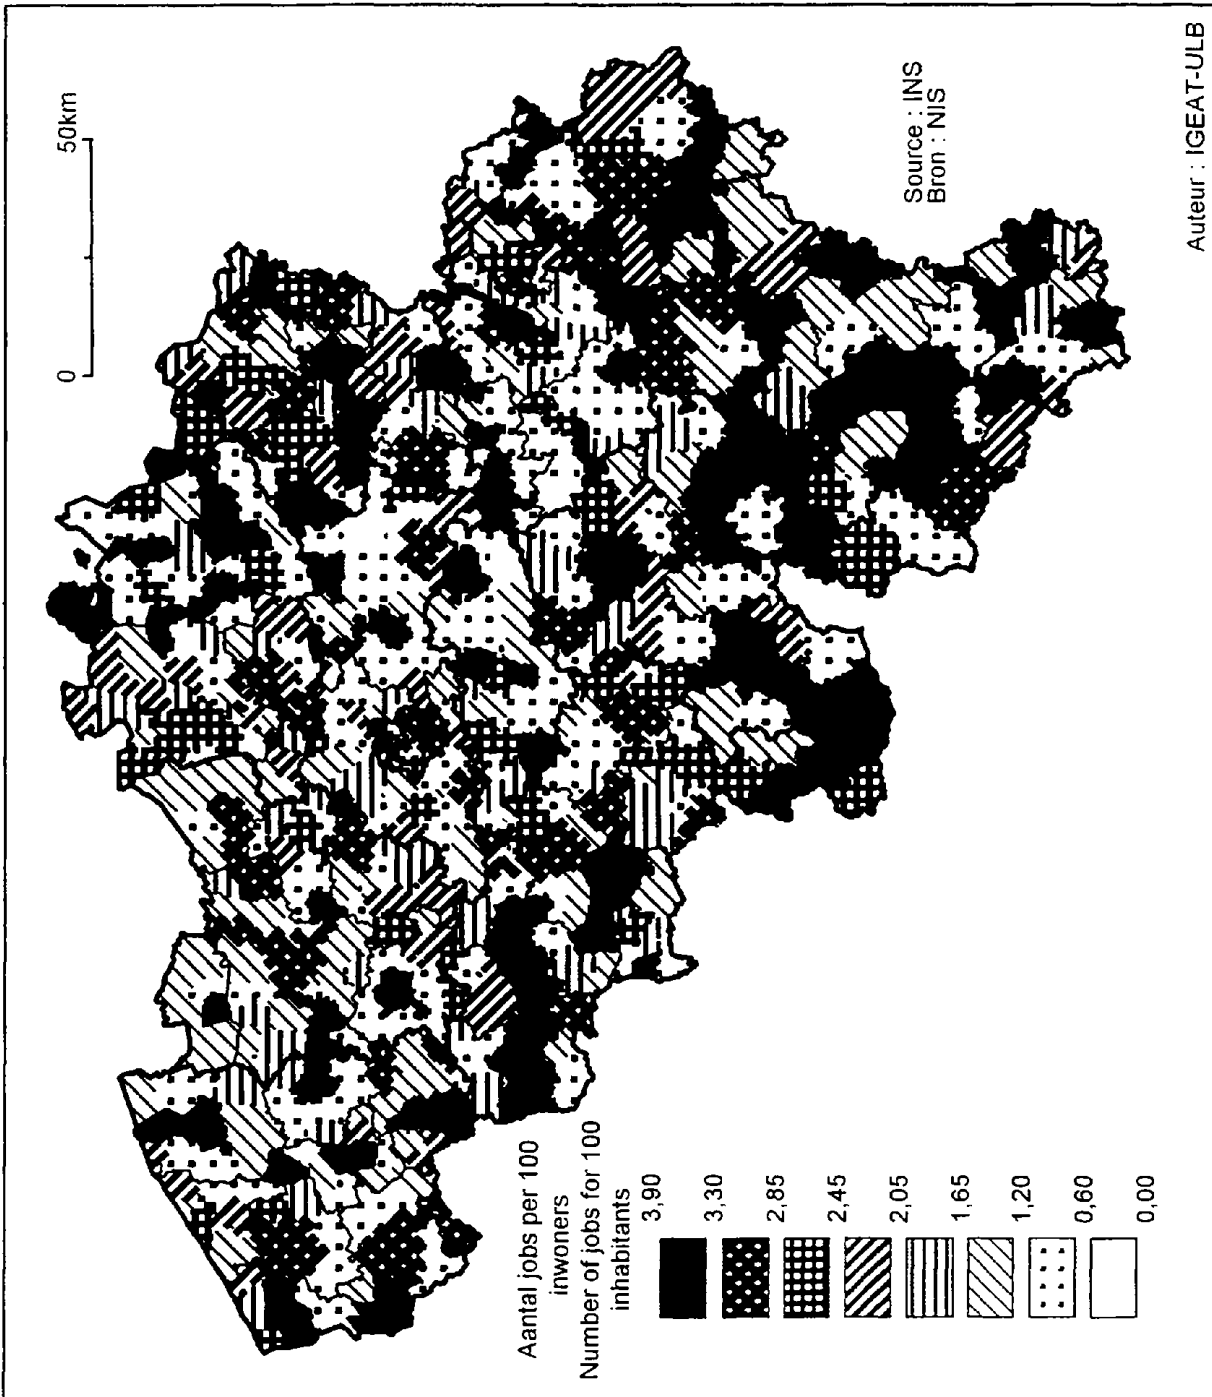 0 50km
Source : INS
Bron : NIS
Auteur : IGEAT-ULB
Aantal jobs per 100
inwoners
Number of jobs for 100
inhabitants
3,90
3,30
2,85
2,45
2,05
1,65
1,20
0,60
0,00